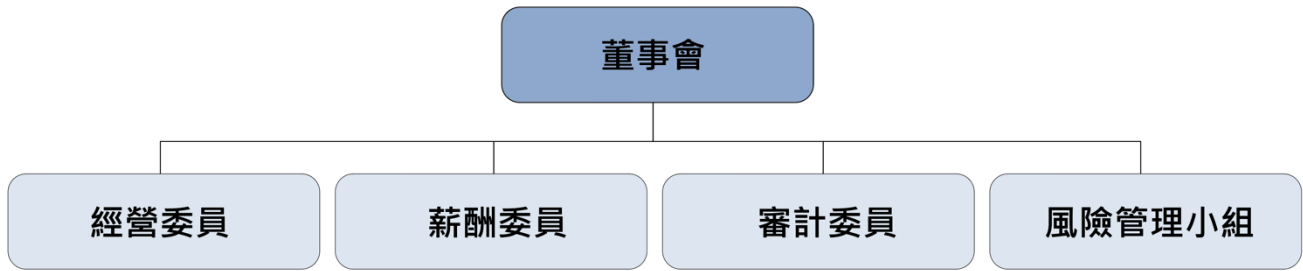 董事會
經營委員
薪酬委員
審計委員
風險管理小組